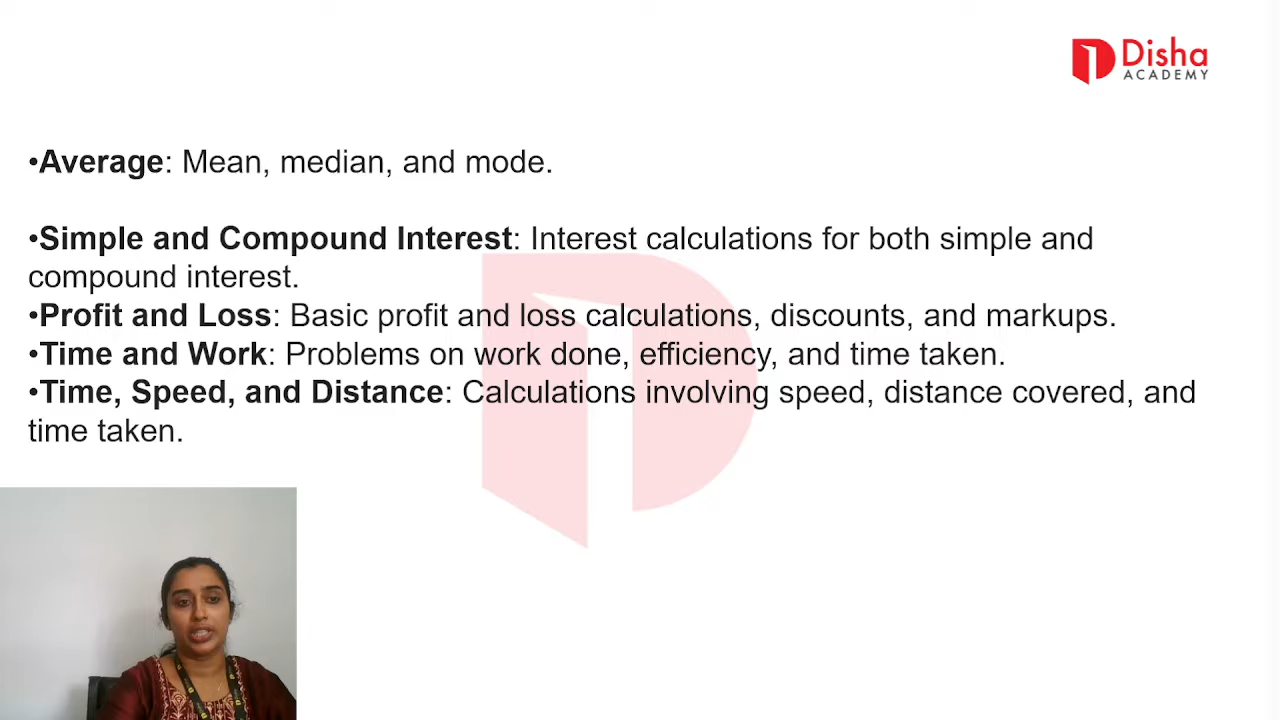 Disha
ACADEMY
•Average: Mean, median, and mode.
•Simple and Compound Interest: Interest calculations for both simple and
compound interest.
•Profit and Loss: Basic profit and loss calculations, discounts, and markups.
•Time and Work: Problems on work done, efficiency, and time taken.
•Time, Speed, and Distance: Calculations involving speed, distance covered, and
time taken.